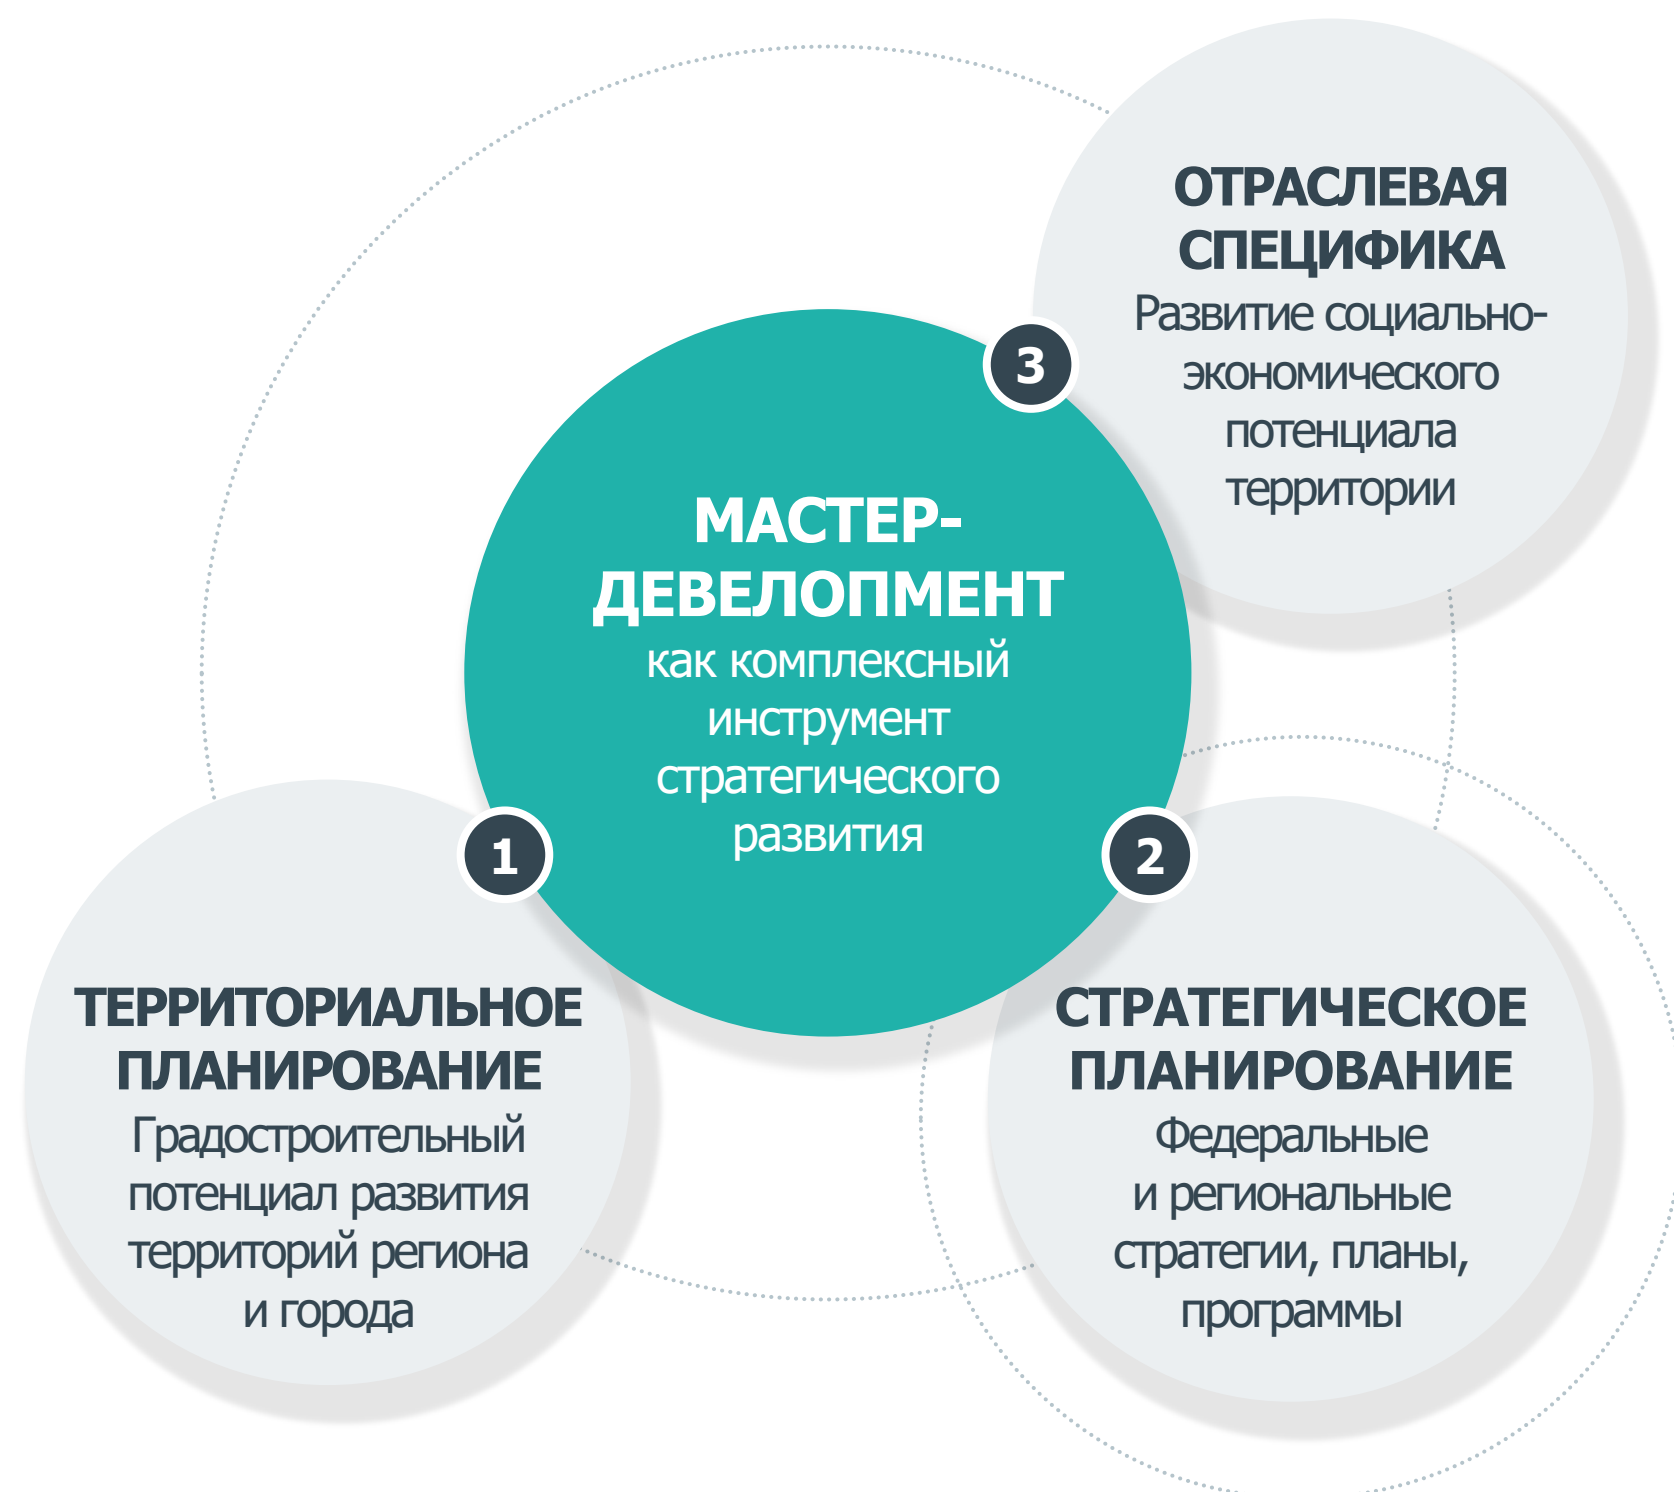 ОТРАСЛЕВАЯ
СПЕЦИФИКА
Развитие социально-
экономического
потенциала
территории
3
МАСТЕР-
ДЕВЕЛОПМЕНТ
как комплексный
инструмент
стратегического
развития
1
ТЕРРИТОРИАЛЬНОЕ
ПЛАНИРОВАНИЕ
Градостроительный
потенциал развития
территорий региона
и города
2
СТРАТЕГИЧЕСКОЕ
ПЛАНИРОВАНИЕ
Федеральные
и региональные
стратегии, планы,
программы